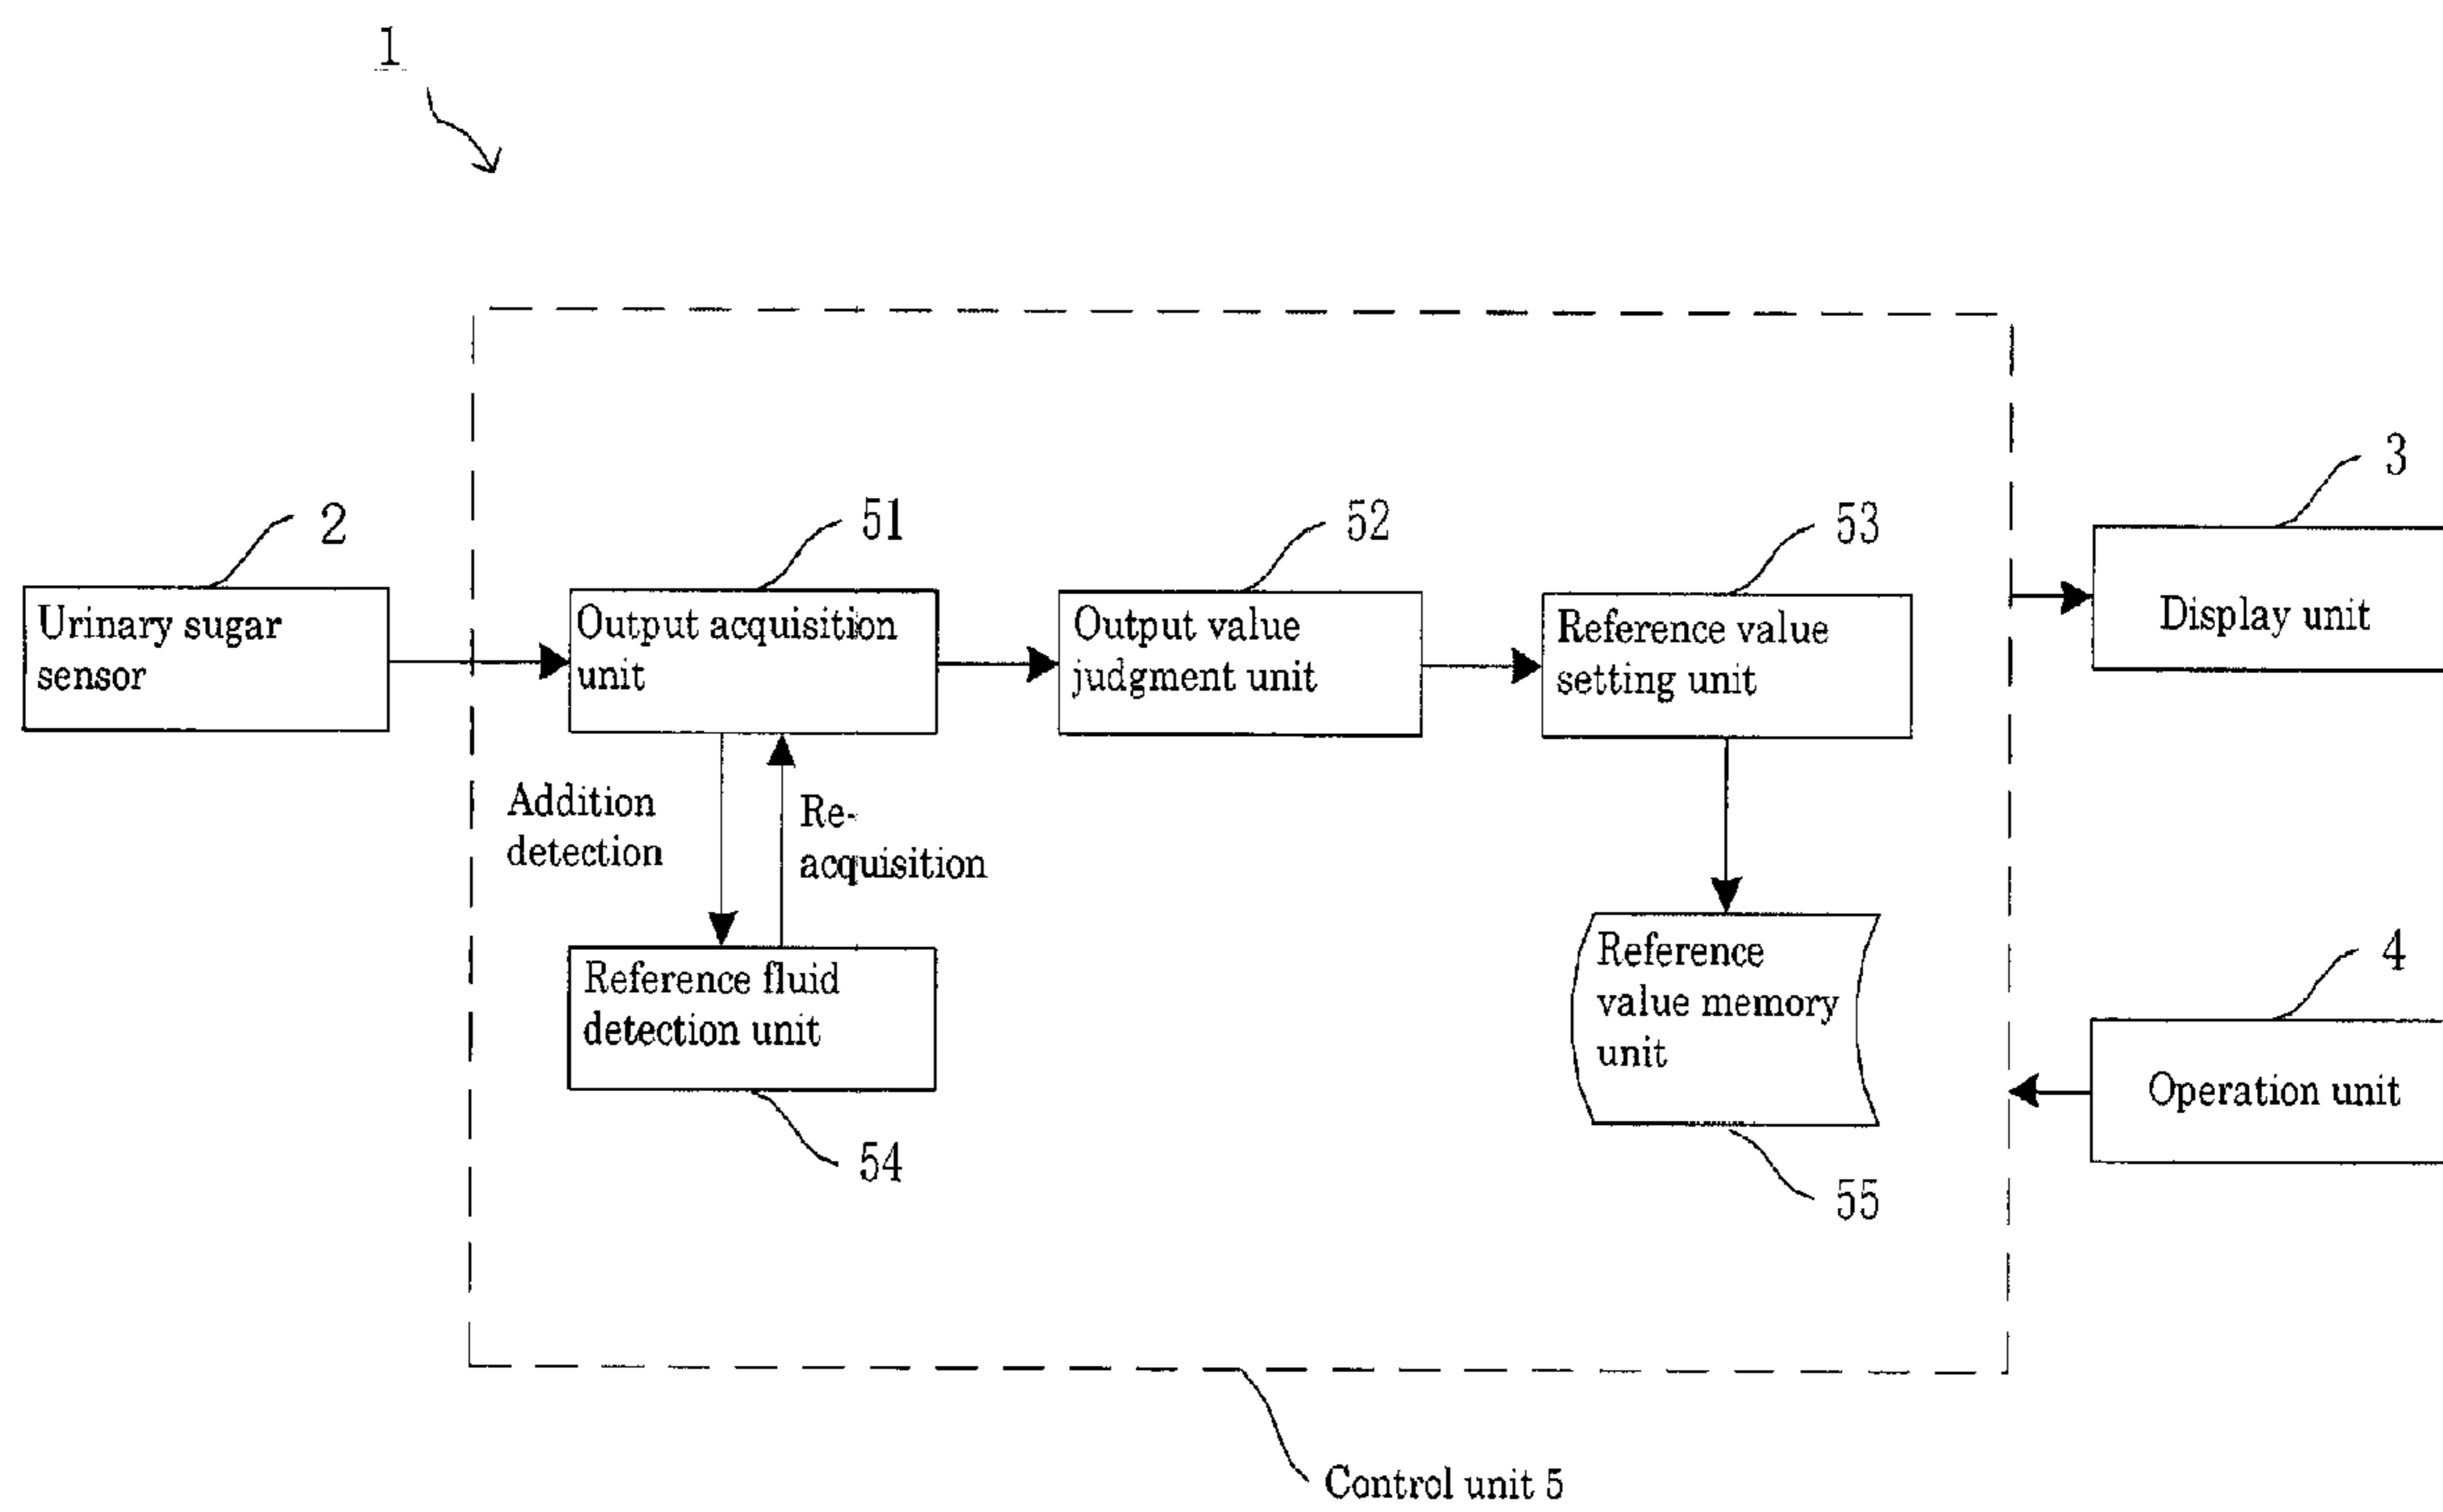 1
2
51
52
53
3
Urinary sugar
sensor
Output acquisition
unit
Output value
judgment unit
Reference value
setting unit
Display unit
Addition
detection
Re-
acquisition
Reference fluid
detection unit
54
Reference
value memory
unit
55
4
Operation unit
Control unit 5